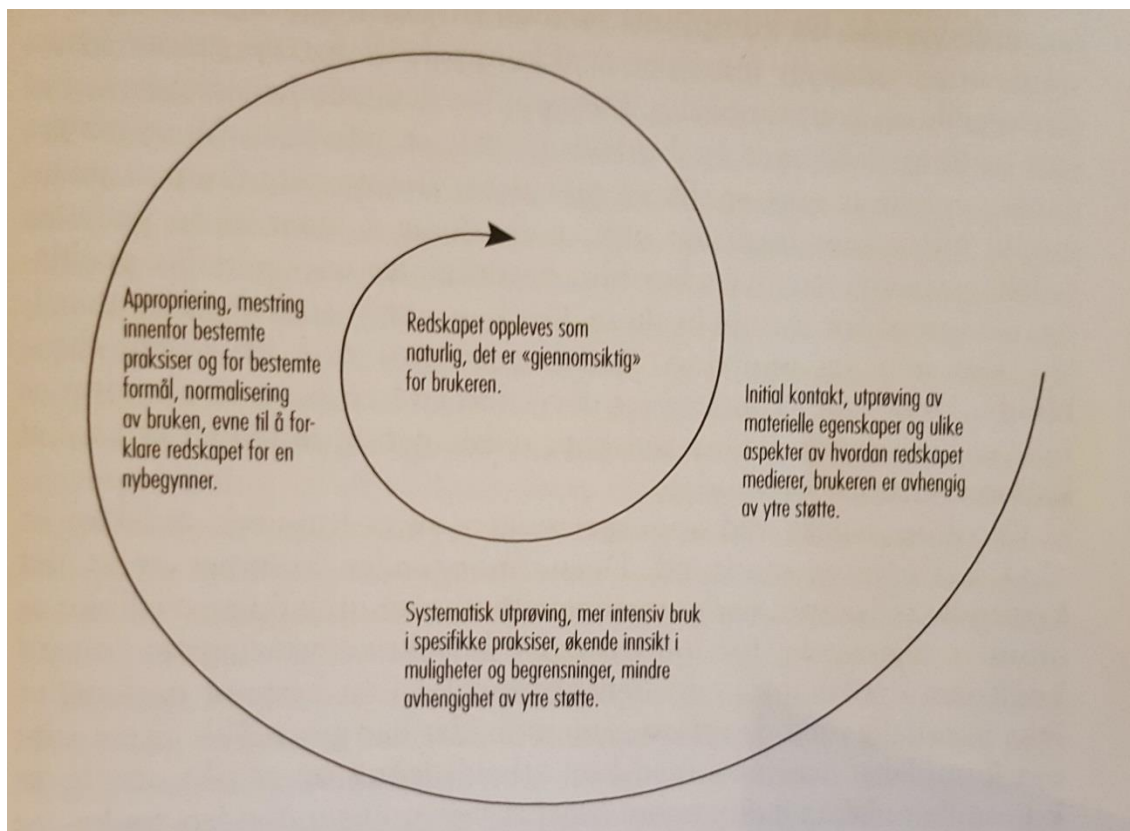 Appropriering, mestring
innenfor bestemte
praksiser og for bestemte
formål, normalisering
av bruken, evne til å for-
klare redskapet for en
nybegynner.
Redskapet oppleves som
naturlig, det er «gjennomsiktig»
for brukeren.
Initial kontakt, utprøving av
materielle egenskaper og ulike
aspekter av hvordan redskapet
medierer, brukeren er avhengig
av ytre støtte.
Systematisk utprøving, mer intensiv bruk
i spesifikke praksiser, økende innsikt i
muligheter og begrensninger, mindre
avhengighet av ytre støtte.